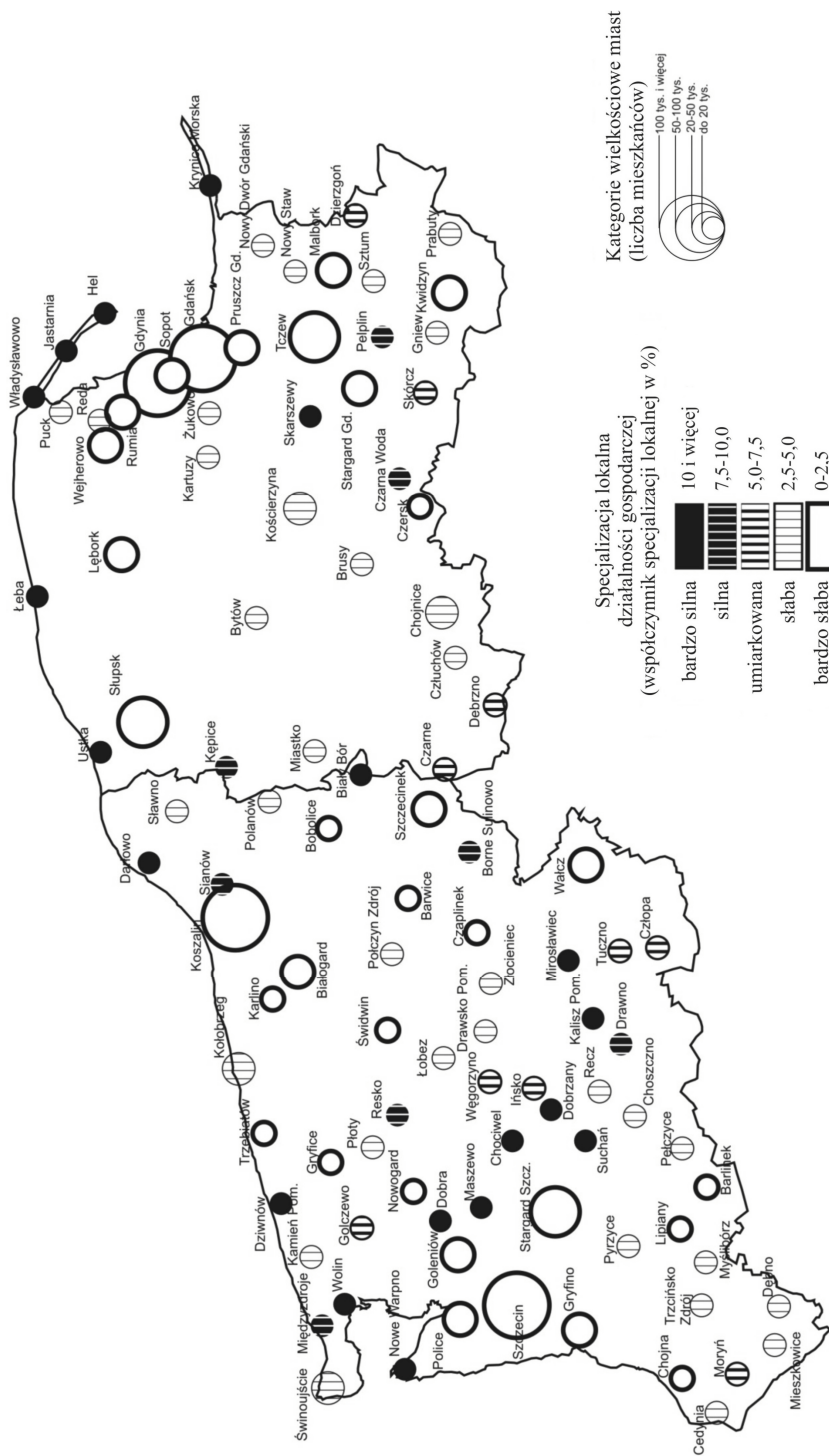 Władysławowo
Jastarnia
Hel
Puck
Reda
Wejherowo
Rumia
Gdynia
Sopot
Gdańsk
Pruszcz Gd.
Żukowo
Kartuzy
Krynica Morska
Nowy Dwór Gdański
Nowy Staw
Malbork
Dzierzgoń
Sztum
Prabuty
Kwidzyn
Gniew
Tczew
Pelplin
Skórcz
Skarszewy
Stargard Gd.
Czarna Woda
Czersk
Kościerzyna
Brusy
Łeba
Lębork
Bytów
Chojnice
Człuchów
Debrzno
Słupsk
Ustka
Kępice
Miastko
Biały Bór
Czarne
Sławno
Polanów
Bobolice
Szczecinek
Darłowo
Sianów
Koszalin
Borne Sulinowo
Barwice
Wałcz
Połczyn Zdrój
Czaplinek
Białogard
Karlino
Złocieniec
Mirosławiec
Tuczno
Człopa
Kołobrzeg
Świdwin
Drawsko Pom.
Kalisz Pom.
Drawno
Łobez
Węgorzyno
Ińsko
Recz
Choszczno
Trzebiatów
Resko
Dobrzany
Gryfice
Płoty
Chociwel
Suchań
Pełczyce
Nowogard
Dziwnów
Kamień Pom.
Golczewo
Dobra
Maszewo
Stargard Szcz.
Barlinek
Lipiany
Goleniów
Pyrzyce
Myślibórz
Wolin
Międzyzdroje
Świnoujście
Nowe Warpno
Police
Szczecin
Gryfino
Trzcińsko
Zdrój
Dębno
Chojna
Moryń
Mieszkowice
Cedynia
Specjalizacja lokalna
działalności gospodarczej
(współczynnik specjalizacji lokalnej w %)
bardzo silna 10 i więcej
silna 7,5-10,0
umiarkowana 5,0-7,5
słaba 2,5-5,0
bardzo słaba 0-2,5
Kategorie wielkościowe miast
(liczba mieszkańców)
100 tys. i więcej
50-100 tys.
20-50 tys.
do 20 tys.